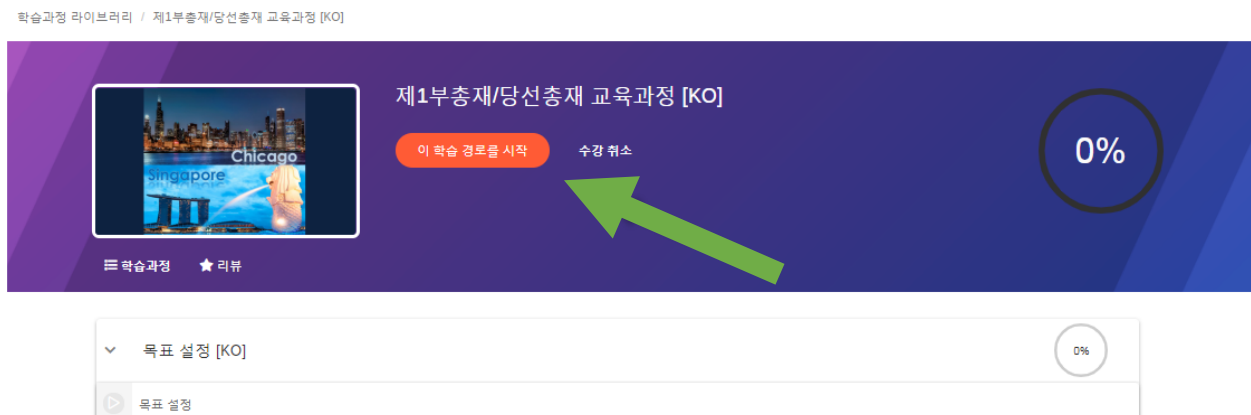 학습과정 라이브러리 / 제1부총재/당선총재 교육과정 [KO]
제1부총재/당선총재 교육과정 [KO]
이 학습 경로를 시작 수강 취소
0%
Chicago
Singapore
학습과정 리뷰
목표 설정 [KO]
0%
목표 설정